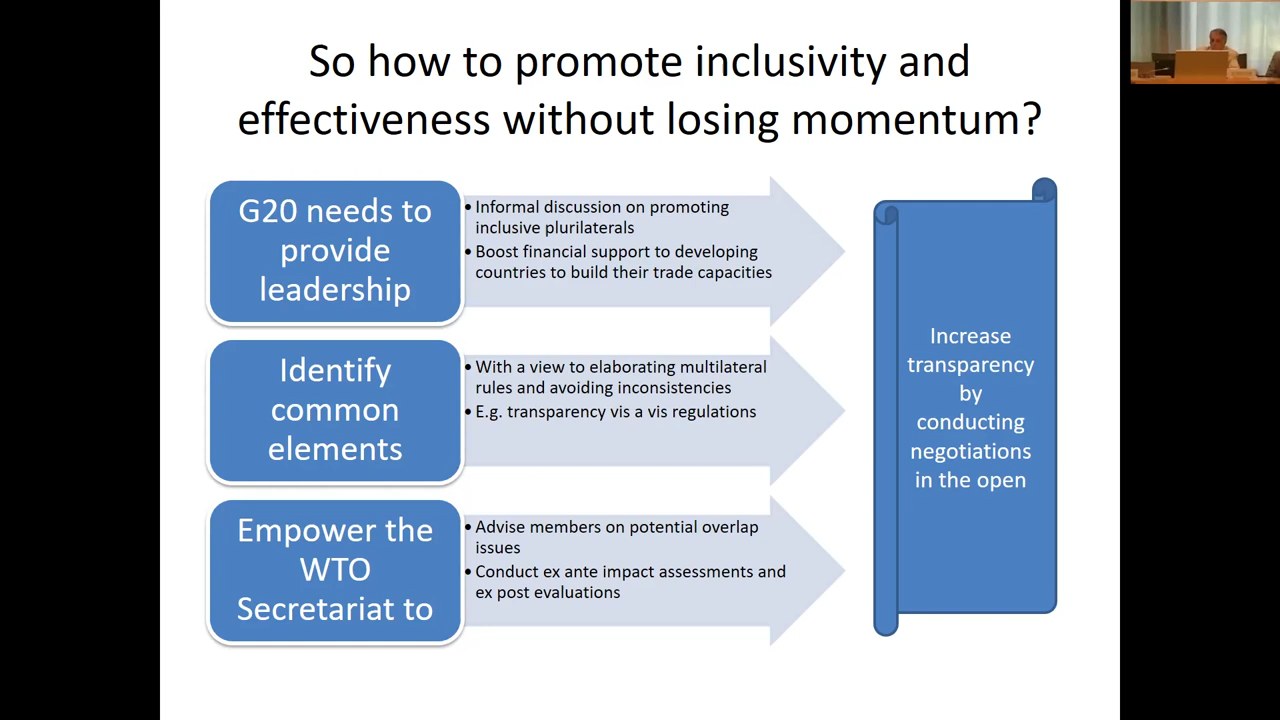 So how to promote inclusivity and
effectiveness without losing momentum?
G20 needs to
provide
leadership
• Informal discussion on promoting
inclusive plurilaterals
• Boost financial support to developing
countries to build their trade capacities
Identify
common
elements
• With a view to elaborating multilateral
rules and avoiding inconsistencies
• E.g. transparency vis a vis regulations
Empower the
WTO
Secretariat to
• Advise members on potential overlap
issues
• Conduct ex ante impact assessments and
ex post evaluations
Increase
transparency
by
conducting
negotiations
in the open